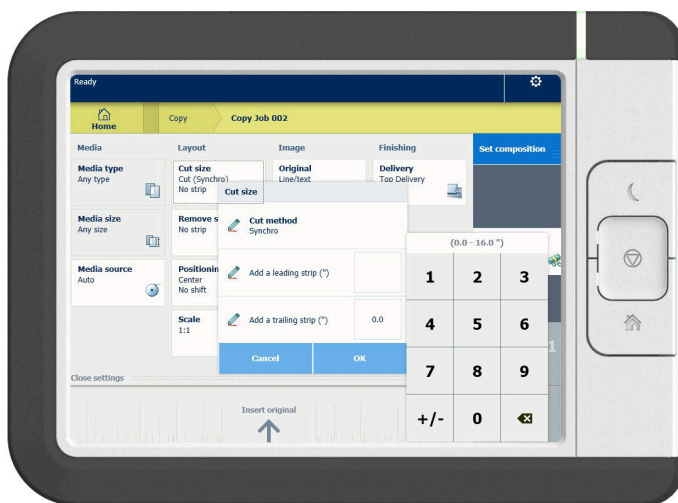 Ready
Home
Copy
Copy Job 002
Media
Layout
Image
Finishing
Set composition
Media type
Any type
Cut size
Cut (Synchro)
No strip
Original
Line/text
Delivery
Top Delivery
Cut size
Media size
Any size
Remove s
No strip
Cut method
Synchro
(0.0 - 16.0 ")
Media source
Auto
Positionin
Center
No shift
Add a leading strip (")
1 2 3
Scale
1:1
Add a trailing strip (")
0.0
4 5 6
1
Cancel
OK
7 8 9
Close settings
Insert original
+/- 0